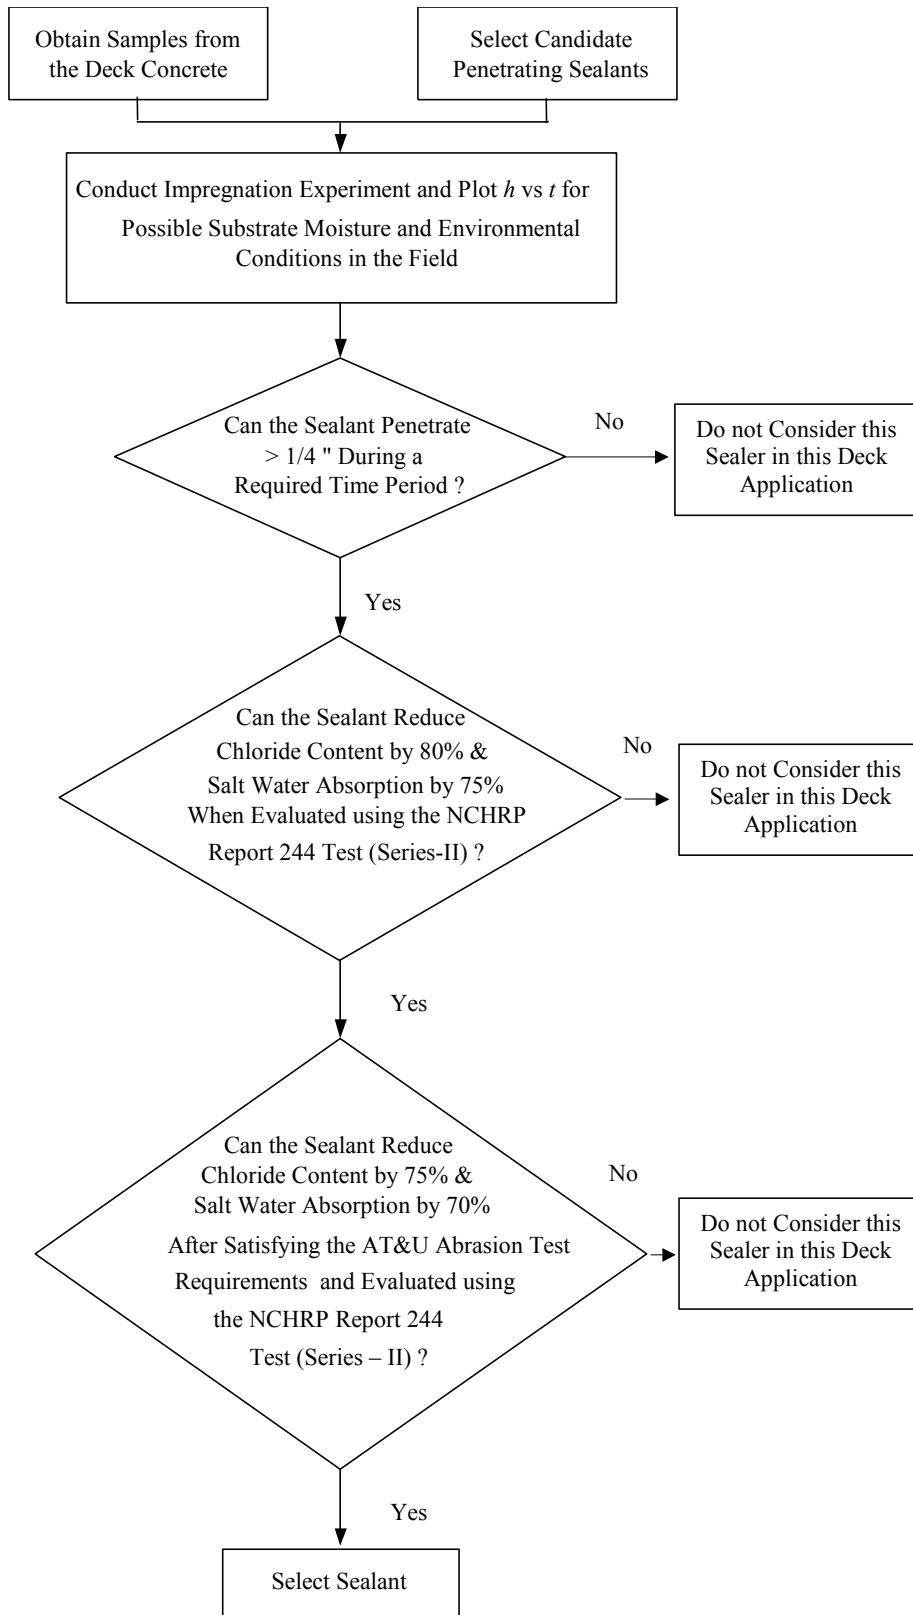 Obtain Samples from
the Deck Concrete
Select Candidate
Penetrating Sealants
Conduct Impregnation Experiment and Plot h vs t for
Possible Substrate Moisture and Environmental
Conditions in the Field
Can the Sealant Penetrate
> 1/4 " During a
Required Time Period ?
No
Do not Consider this
Sealer in this Deck
Application
Yes
Can the Sealant Reduce
Chloride Content by 80% &
Salt Water Absorption by 75%
When Evaluated using the NCHRP
Report 244 Test (Series-II) ?
No
Do not Consider this
Sealer in this Deck
Application
Yes
Can the Sealant Reduce
Chloride Content by 75% &
Salt Water Absorption by 70%
After Satisfying the AT&U Abrasion Test
Requirements and Evaluated using
the NCHRP Report 244
Test (Series – II) ?
No
Do not Consider this
Sealer in this Deck
Application
Yes
Select Sealant